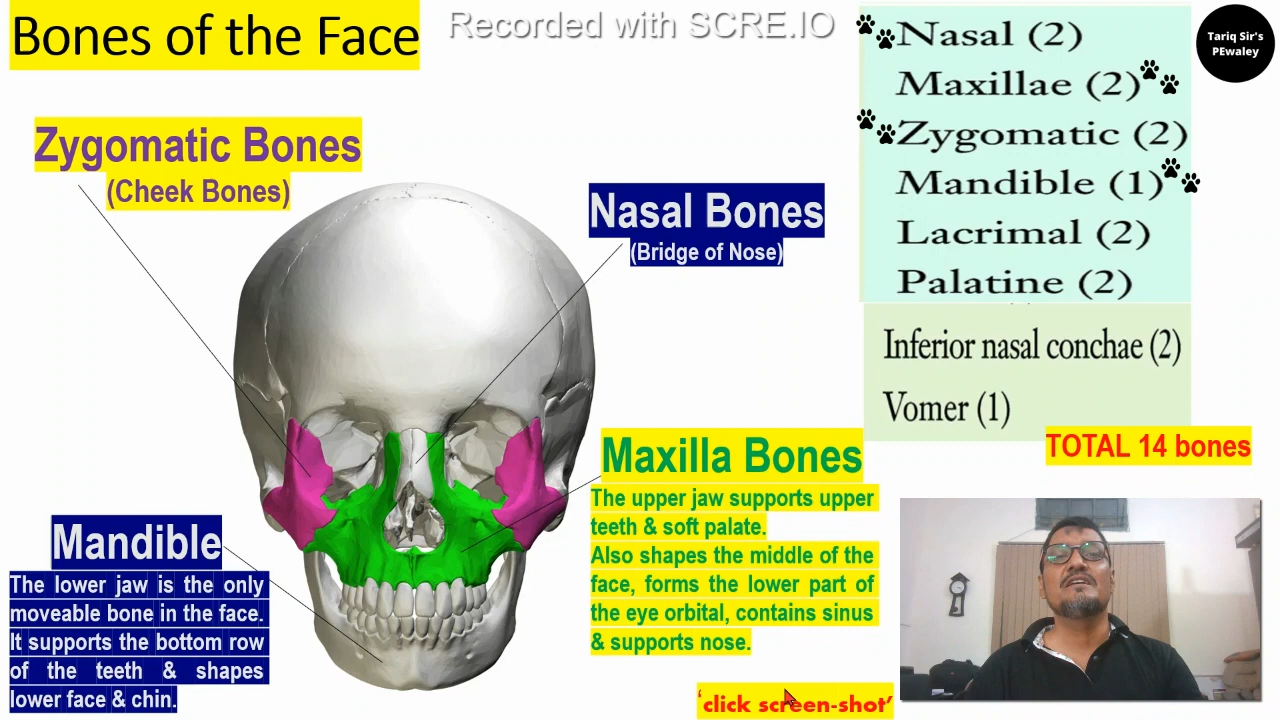 Bones of the Face
Recorded with SCRE.IO
Tariq Sir's
PEwaley
Zygomatic Bones
(Cheek Bones)
Nasal Bones
(Bridge of Nose)
Nasal (2)
Maxillae (2)
Zygomatic (2)
Mandible (1)
Lacrimal (2)
Palatine (2)
Inferior nasal conchae (2)
Vomer (1)
TOTAL 14 bones
Maxilla Bones
The upper jaw supports upper
teeth & soft palate.
Also shapes the middle of the
face, forms the lower part of
the eye orbital, contains sinus
& supports nose.
Mandible
The lower jaw is the only
moveable bone in the face.
It supports the bottom row
of the teeth & shapes
lower face & chin.
‘click screen-shot’